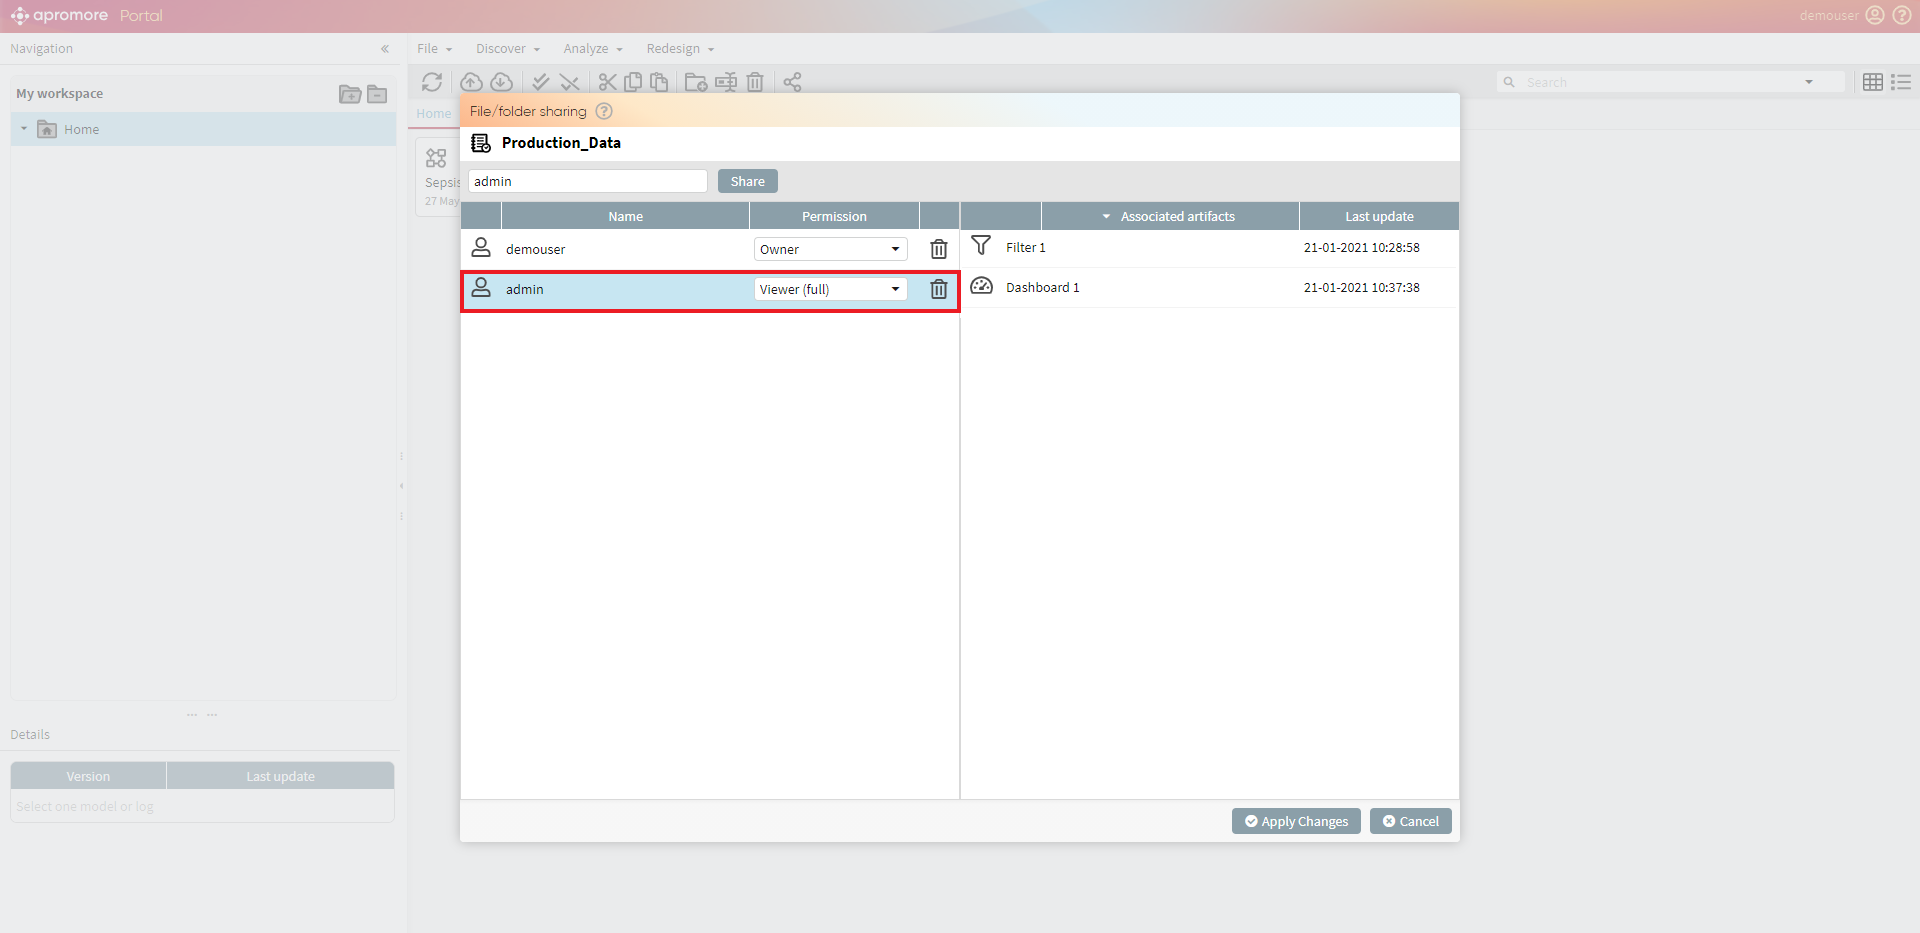 apromore Portal
demouser
Navigation
File Discover Analyze Redesign
My workspace
Search
Home
Home
File/folder sharing
Production_Data
Sepsis
27 May
admin Share
Name Permission Associated artifacts Last update
demouser Owner Filter 1 21-01-2021 10:28:58
admin Viewer (full) Dashboard 1 21-01-2021 10:37:38
Details
Version Last update
Select one model or log
Apply Changes Cancel